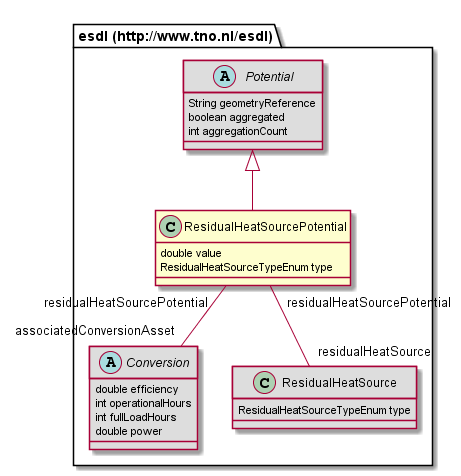 esdl (http://www.tno.nl/esdl)
A Potential
String geometryReference
boolean aggregated
int aggregationCount
C ResidualHeatSourcePotential
double value
ResidualHeatSourceTypeEnum type
residualHeatSourcePotential
residualHeatSourcePotential
associatedConversionAsset
residualHeatSource
A Conversion
double efficiency
int operationalHours
int fullLoadHours
double power
C ResidualHeatSource
ResidualHeatSourceTypeEnum type